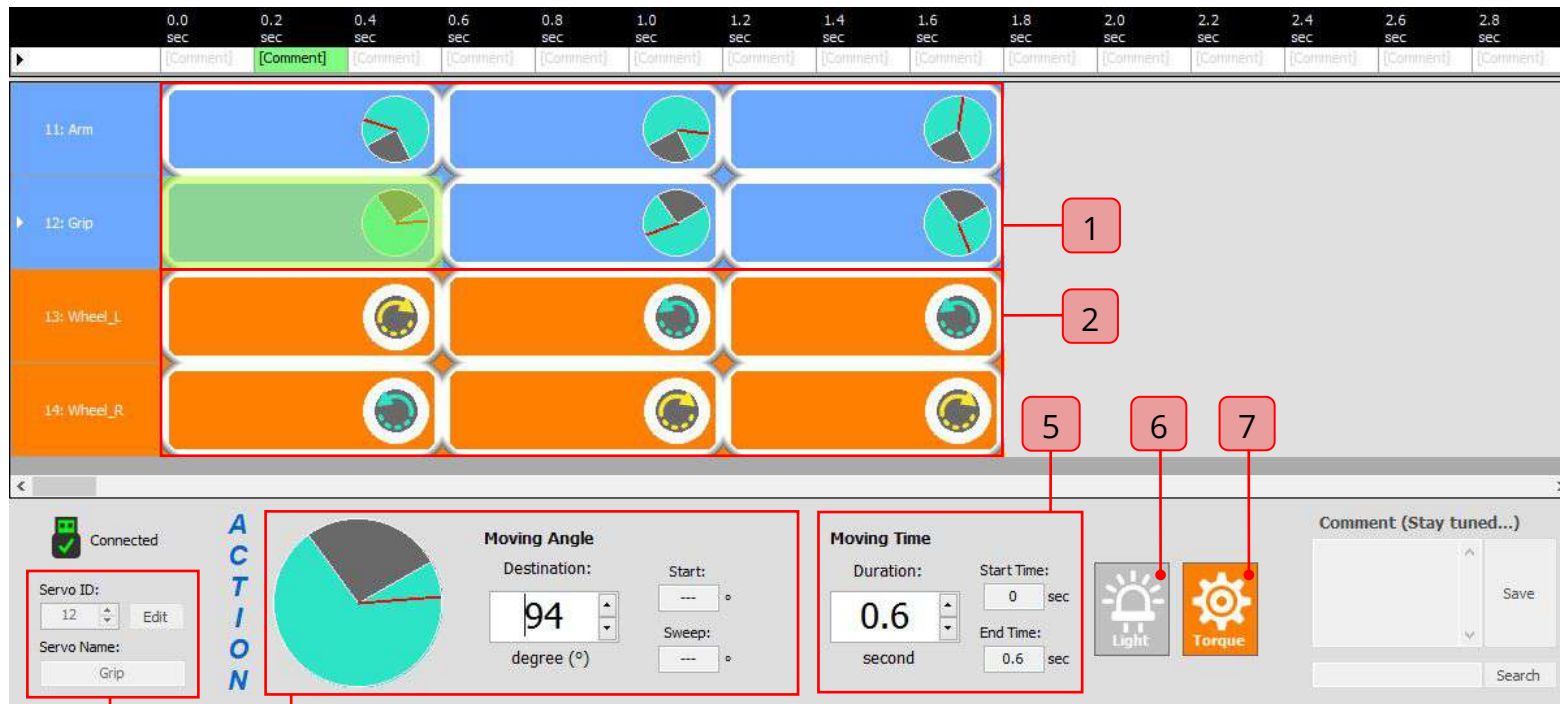 0.0 sec 0.2 sec 0.4 sec 0.6 sec 0.8 sec 1.0 sec 1.2 sec 1.4 sec 1.6 sec 1.8 sec 2.0 sec 2.2 sec 2.4 sec 2.6 sec 2.8 sec
[Comment] [Comment] [Comment] [Comment] [Comment] [Comment] [Comment] [Comment] [Comment] [Comment] [Comment] [Comment] [Comment] [Comment] [Comment]
11: Arm
12: Grip
1
13: Wheel_L
2
14: Wheel_R
5 6 7
Connected
Servo ID:
12 Edit
Servo Name:
Grip
ACTION
Moving Angle
Destination: Start:
94 --- °
Sweep:
degree (°) --- °
Moving Time
Duration: Start Time:
0.6 0 sec
End Time:
second 0.6 sec
Light
Torque
Comment (Stay tuned...)
Save
Search